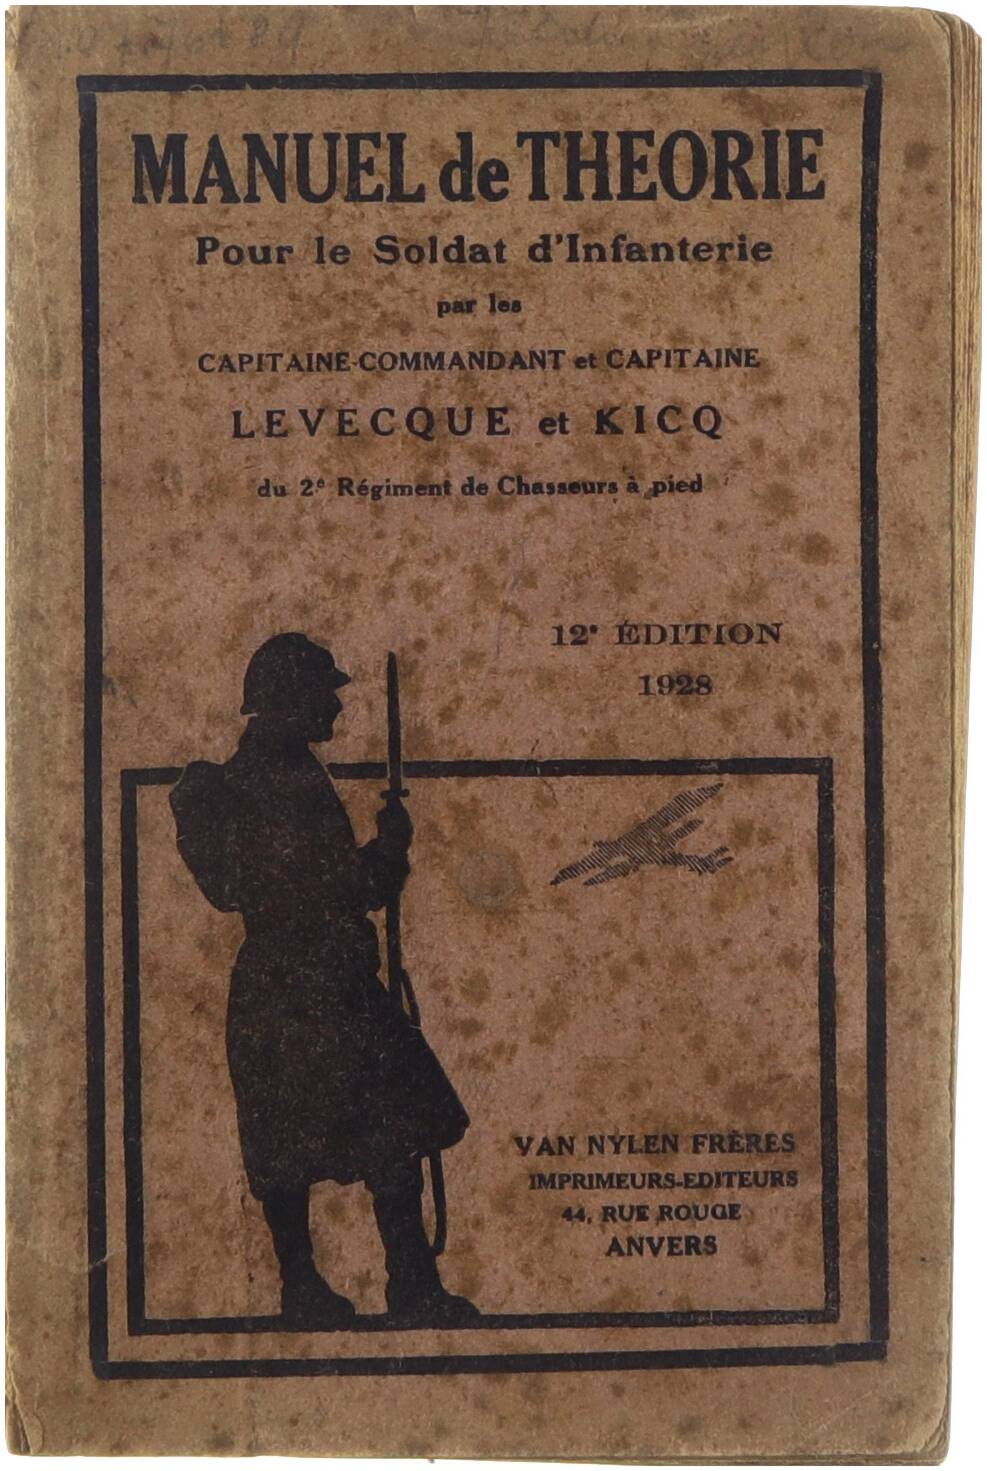 MANUEL de THEORIE
Pour le Soldat d'Infanterie
par les
CAPITAINE-COMMANDANT et CAPITAINE
LEVECQUE et KICQ
du 2e Régiment de Chasseurs à pied
12e ÉDITION
1928
VAN NYLEN FRÈRES
IMPRIMEURS-EDITEURS
44, RUE ROUGE
ANVERS